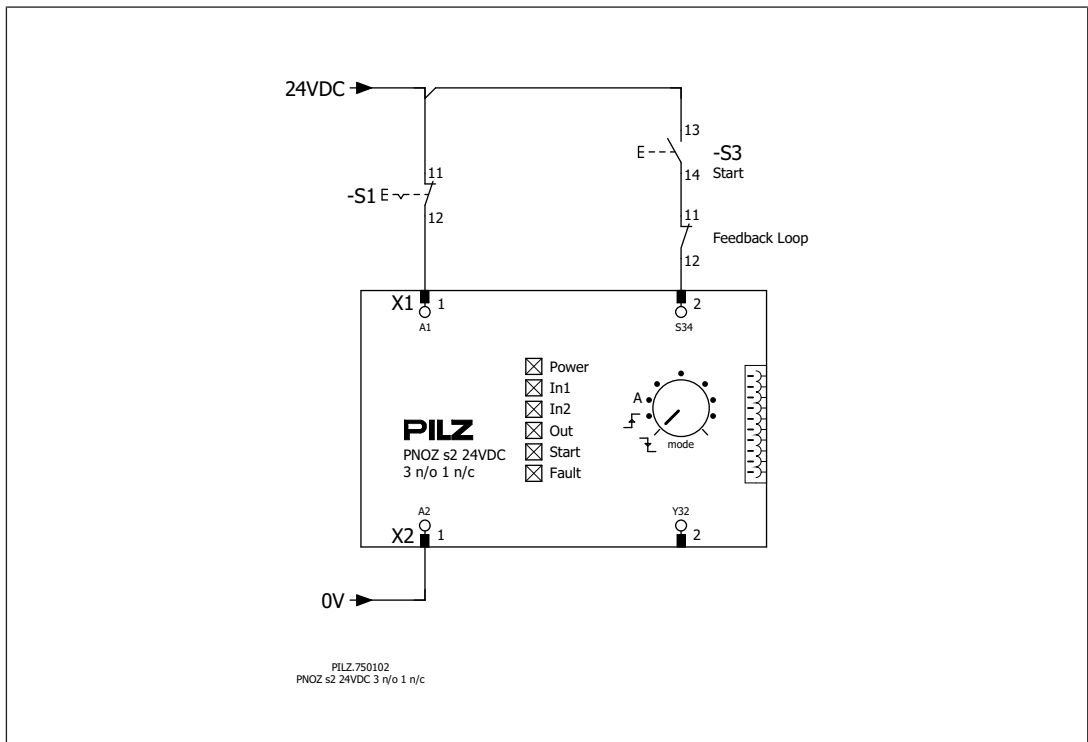 24VDC
13
E
-S3
14
Start
11
-S1 E
12
11
Feedback Loop
12
X1
1
2
A1
S34
Power
In1
In2
Out
Start
Fault
A
mode
PILZ
PNOZ s2 24VDC
3 n/o 1 n/c
A2
Y32
X2
1
2
0V
PILZ.750102
PNOZ s2 24VDC 3 n/o 1 n/c